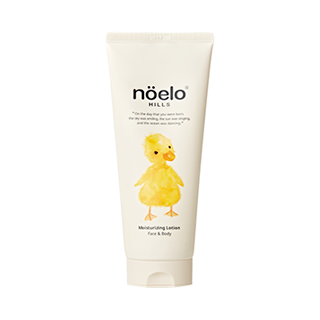 nöelo®
HILLS
"On the day that you were born,
the sky was smiling, the sun was singing,
and the ocean was dancing."
Moisturizing Lotion
Face & Body